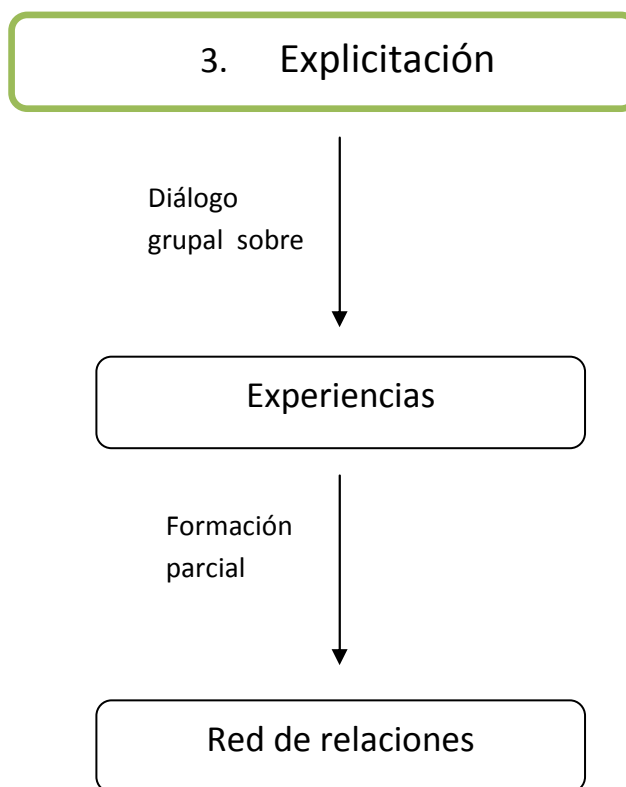 3. Explicitación
Diálogo
grupal sobre
Experiencias
Formación
parcial
Red de relaciones